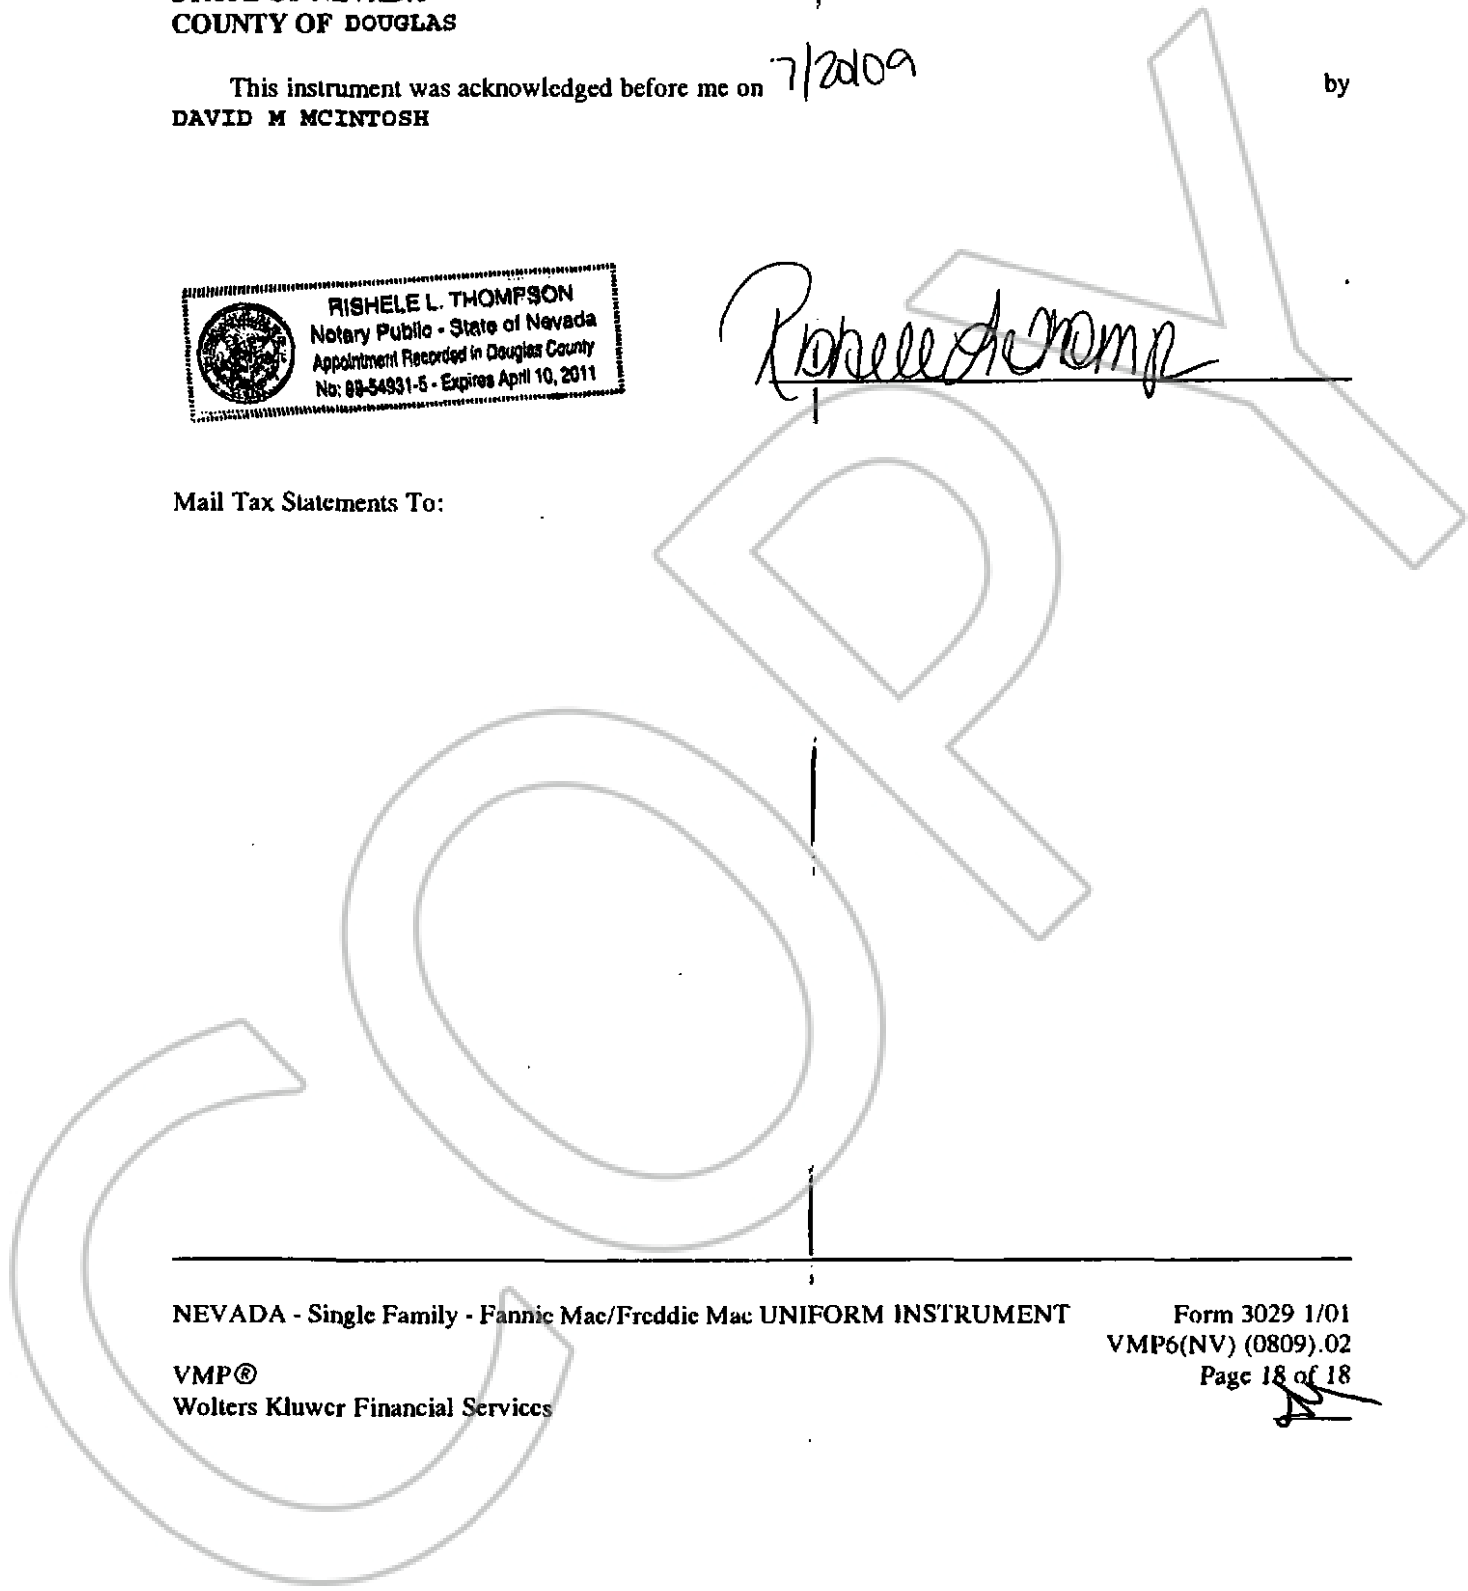 COUNTY OF DOUGLAS
This instrument was acknowledged before me on 7/20/09 by
DAVID M MCINTOSH
RISHELE L. THOMPSON
Notary Public - State of Nevada
Appointment Recorded in Douglas County
No: 99-54931-5 - Expires April 10, 2011
Mail Tax Statements To:
COPY
NEVADA - Single Family - Fannie Mae/Freddie Mac UNIFORM INSTRUMENT
Form 3029 1/01
VMP6(NV) (0809).02
VMP®
Page 18 of 18
Wolters Kluwer Financial Services